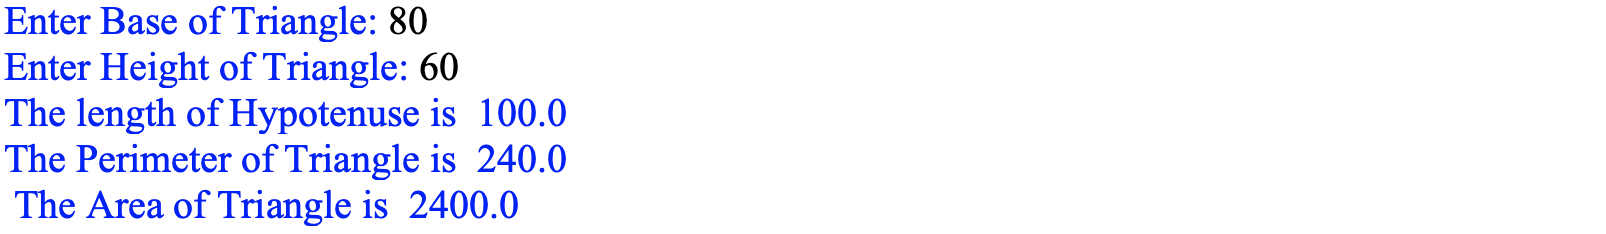 Enter Base of Triangle: 80
Enter Height of Triangle: 60
The length of Hypotenuse is  100.0
The Perimeter of Triangle is  240.0
 The Area of Triangle is  2400.0